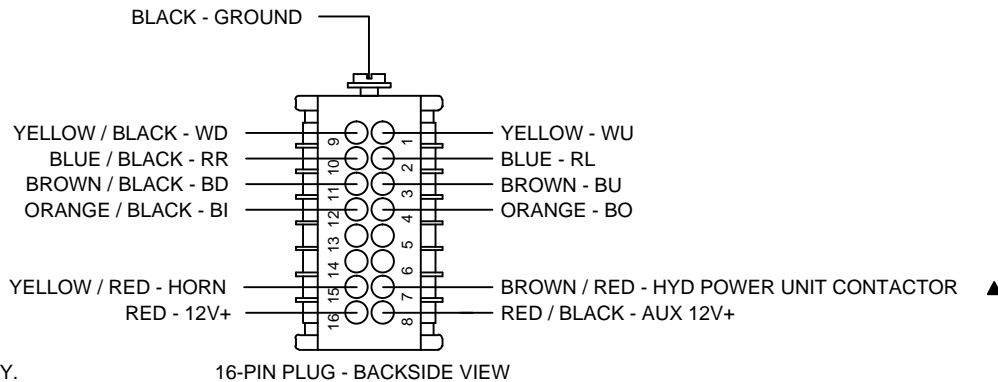 BLACK - GROUND
YELLOW / BLACK - WD
YELLOW - WU
BLUE / BLACK - RR
BLUE - RL
BROWN / BLACK - BD
BROWN - BU
ORANGE / BLACK - BI
ORANGE - BO
YELLOW / RED - HORN
BROWN / RED - HYD POWER UNIT CONTACTOR
RED - 12V+
RED / BLACK - AUX 12V+
9 1
10 2
11 3
12 4
13 5
14 6
15 7
16 8
Y.
16-PIN PLUG - BACKSIDE VIEW